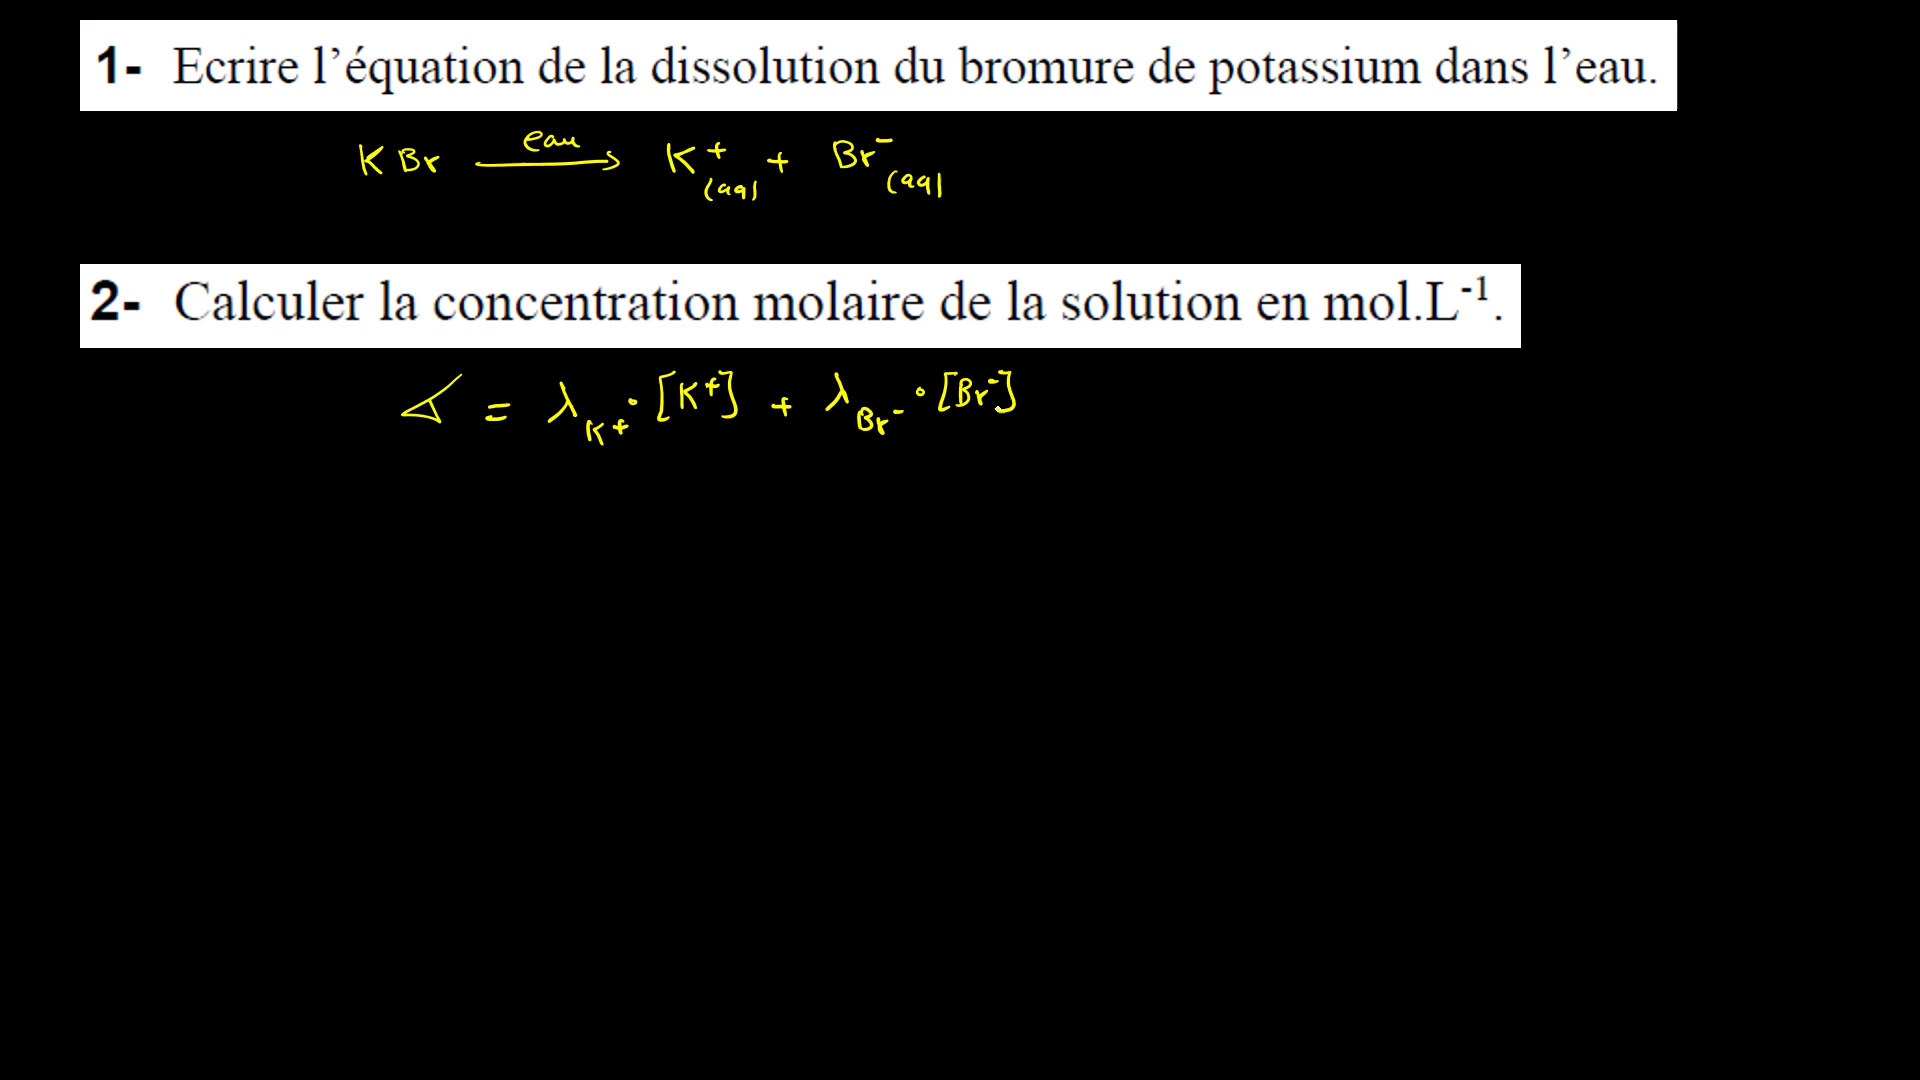 1- Ecrire l’équation de la dissolution du bromure de potassium dans l’eau.
K Br eau → K⁺(aq) + Br⁻(aq)
2- Calculer la concentration molaire de la solution en mol.L⁻¹.
σ = λK⁺ · [K⁺] + λBr⁻ · [Br⁻]